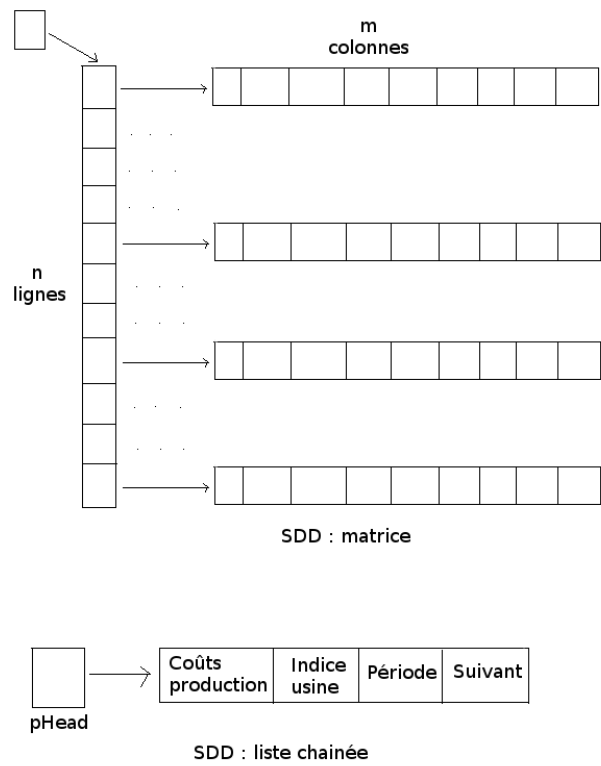 m
colonnes
n
lignes
SDD : matrice
Coûts
production
Indice
usine
Période
Suivant
pHead
SDD : liste chainée